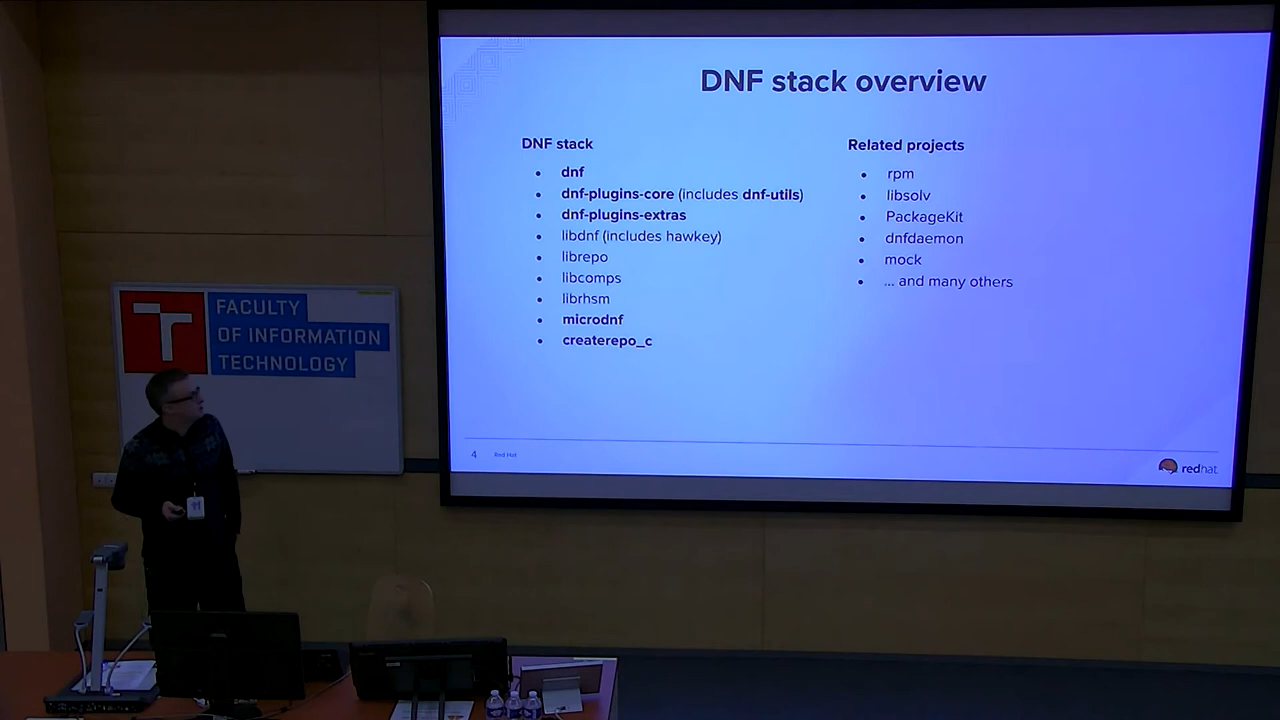 DNF stack overview
DNF stack
• dnf
• dnf-plugins-core (includes dnf-utils)
• dnf-plugins-extras
• libdnf (includes hawkey)
• librepo
• libcomps
• librhsm
• microdnf
• createrepo_c
Related projects
• rpm
• libsolv
• PackageKit
• dnfdaemon
• mock
• ... and many others
4 Red Hat
redhat
FACULTY
OF INFORMATION
TECHNOLOGY